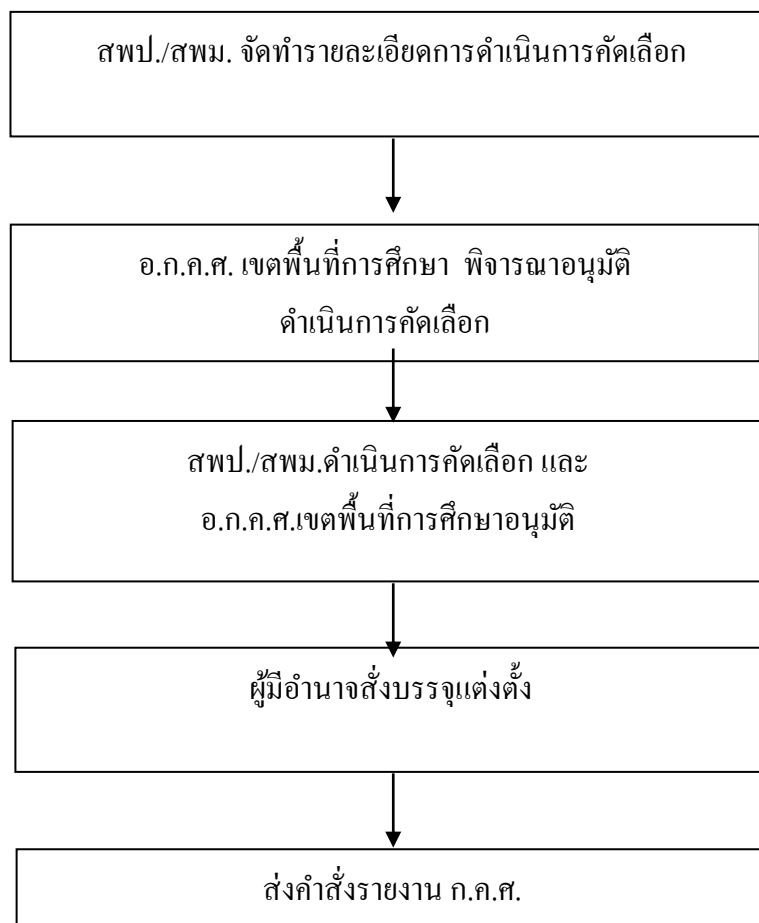 สพป./สพม. จัดทำรายละเอียดการดำเนินการคัดเลือก
อ.ก.ค.ศ. เขตพื้นที่การศึกษา พิจารณาอนุมัติ
ดำเนินการคัดเลือก
สพป./สพม.ดำเนินการคัดเลือก และ
อ.ก.ค.ศ.เขตพื้นที่การศึกษาอนุมัติ
ผู้มีอำนาจสั่งบรรจุแต่งตั้ง
ส่งคำสั่งรายงาน ก.ค.ศ.